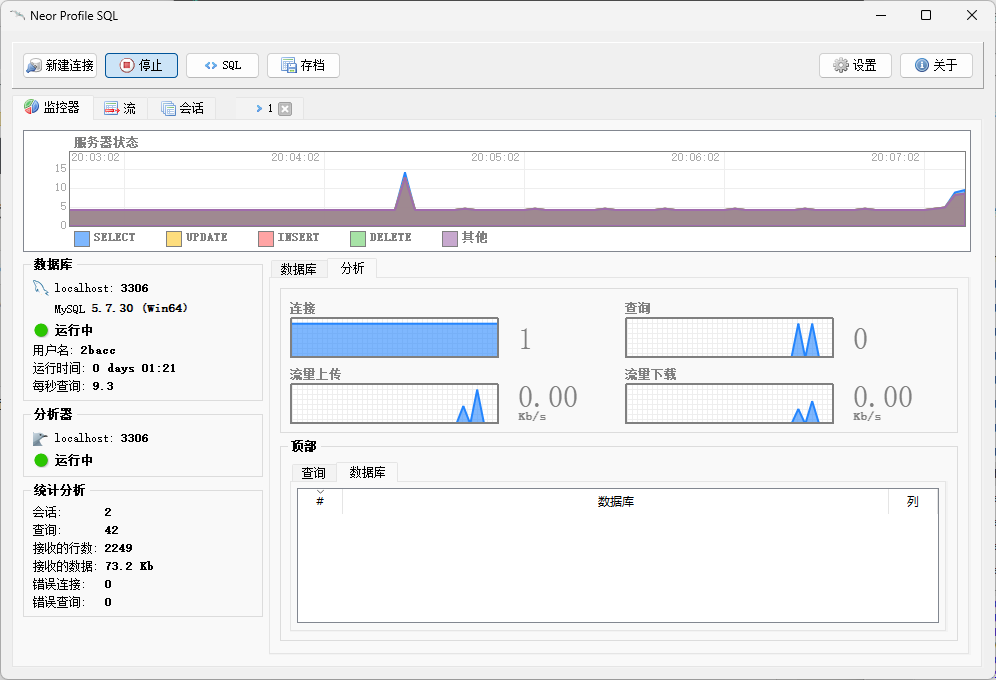 Neor Profile SQL
新建连接 停止 SQL 存档 设置 关于
监控器 流 会话 1
服务器状态
20:03:02 20:04:02 20:05:02 20:06:02 20:07:02
15
10
5
0
SELECT UPDATE INSERT DELETE 其他
数据库
localhost: 3306
MySQL 5.7.30 (Win64)
运行中
用户名: 2bacc
运行时间: 0 days 01:21
每秒查询: 9.3
分析器
localhost: 3306
运行中
统计分析
会话: 2
查询: 42
接收的行数: 2249
接收的数据: 73.2 Kb
错误连接: 0
错误查询: 0
数据库 分析
连接 查询
1 0
流量上传 流量下载
0.00 0.00
Kb/s Kb/s
顶部
查询 数据库
# 数据库 列